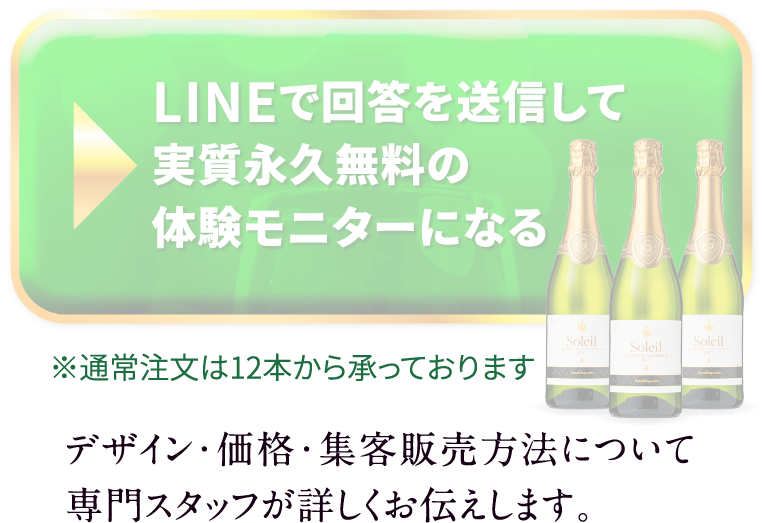 LINEで回答を送信して
実質永久無料の
体験モニターになる
Soleil
Soleil
Soleil
※通常注文は12本から承っております
デザイン・価格・集客販売方法について
専門スタッフが詳しくお伝えします。